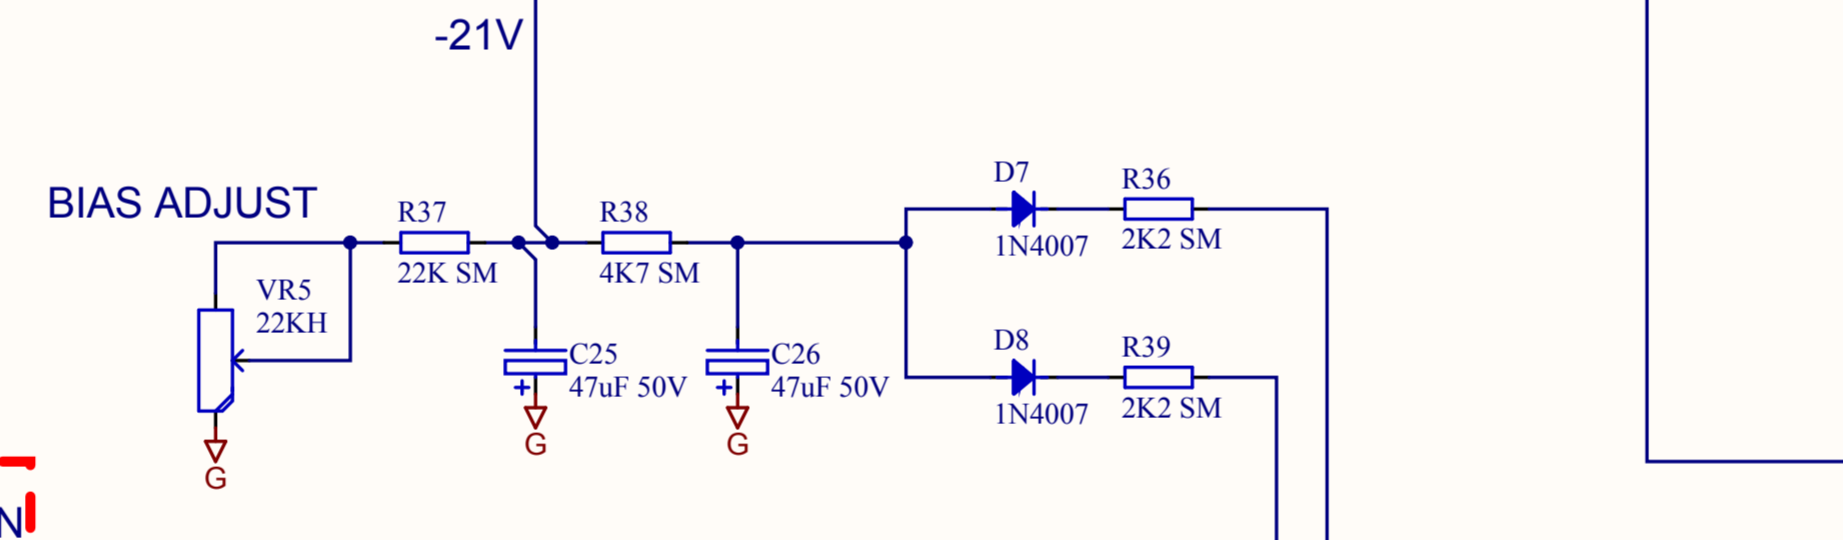 -21V
BIAS ADJUST
VR5
22KH
G
R37
22K SM
R38
4K7 SM
C25
47uF 50V
+
G
C26
47uF 50V
+
G
D7
1N4007
R36
2K2 SM
D8
1N4007
R39
2K2 SM
N